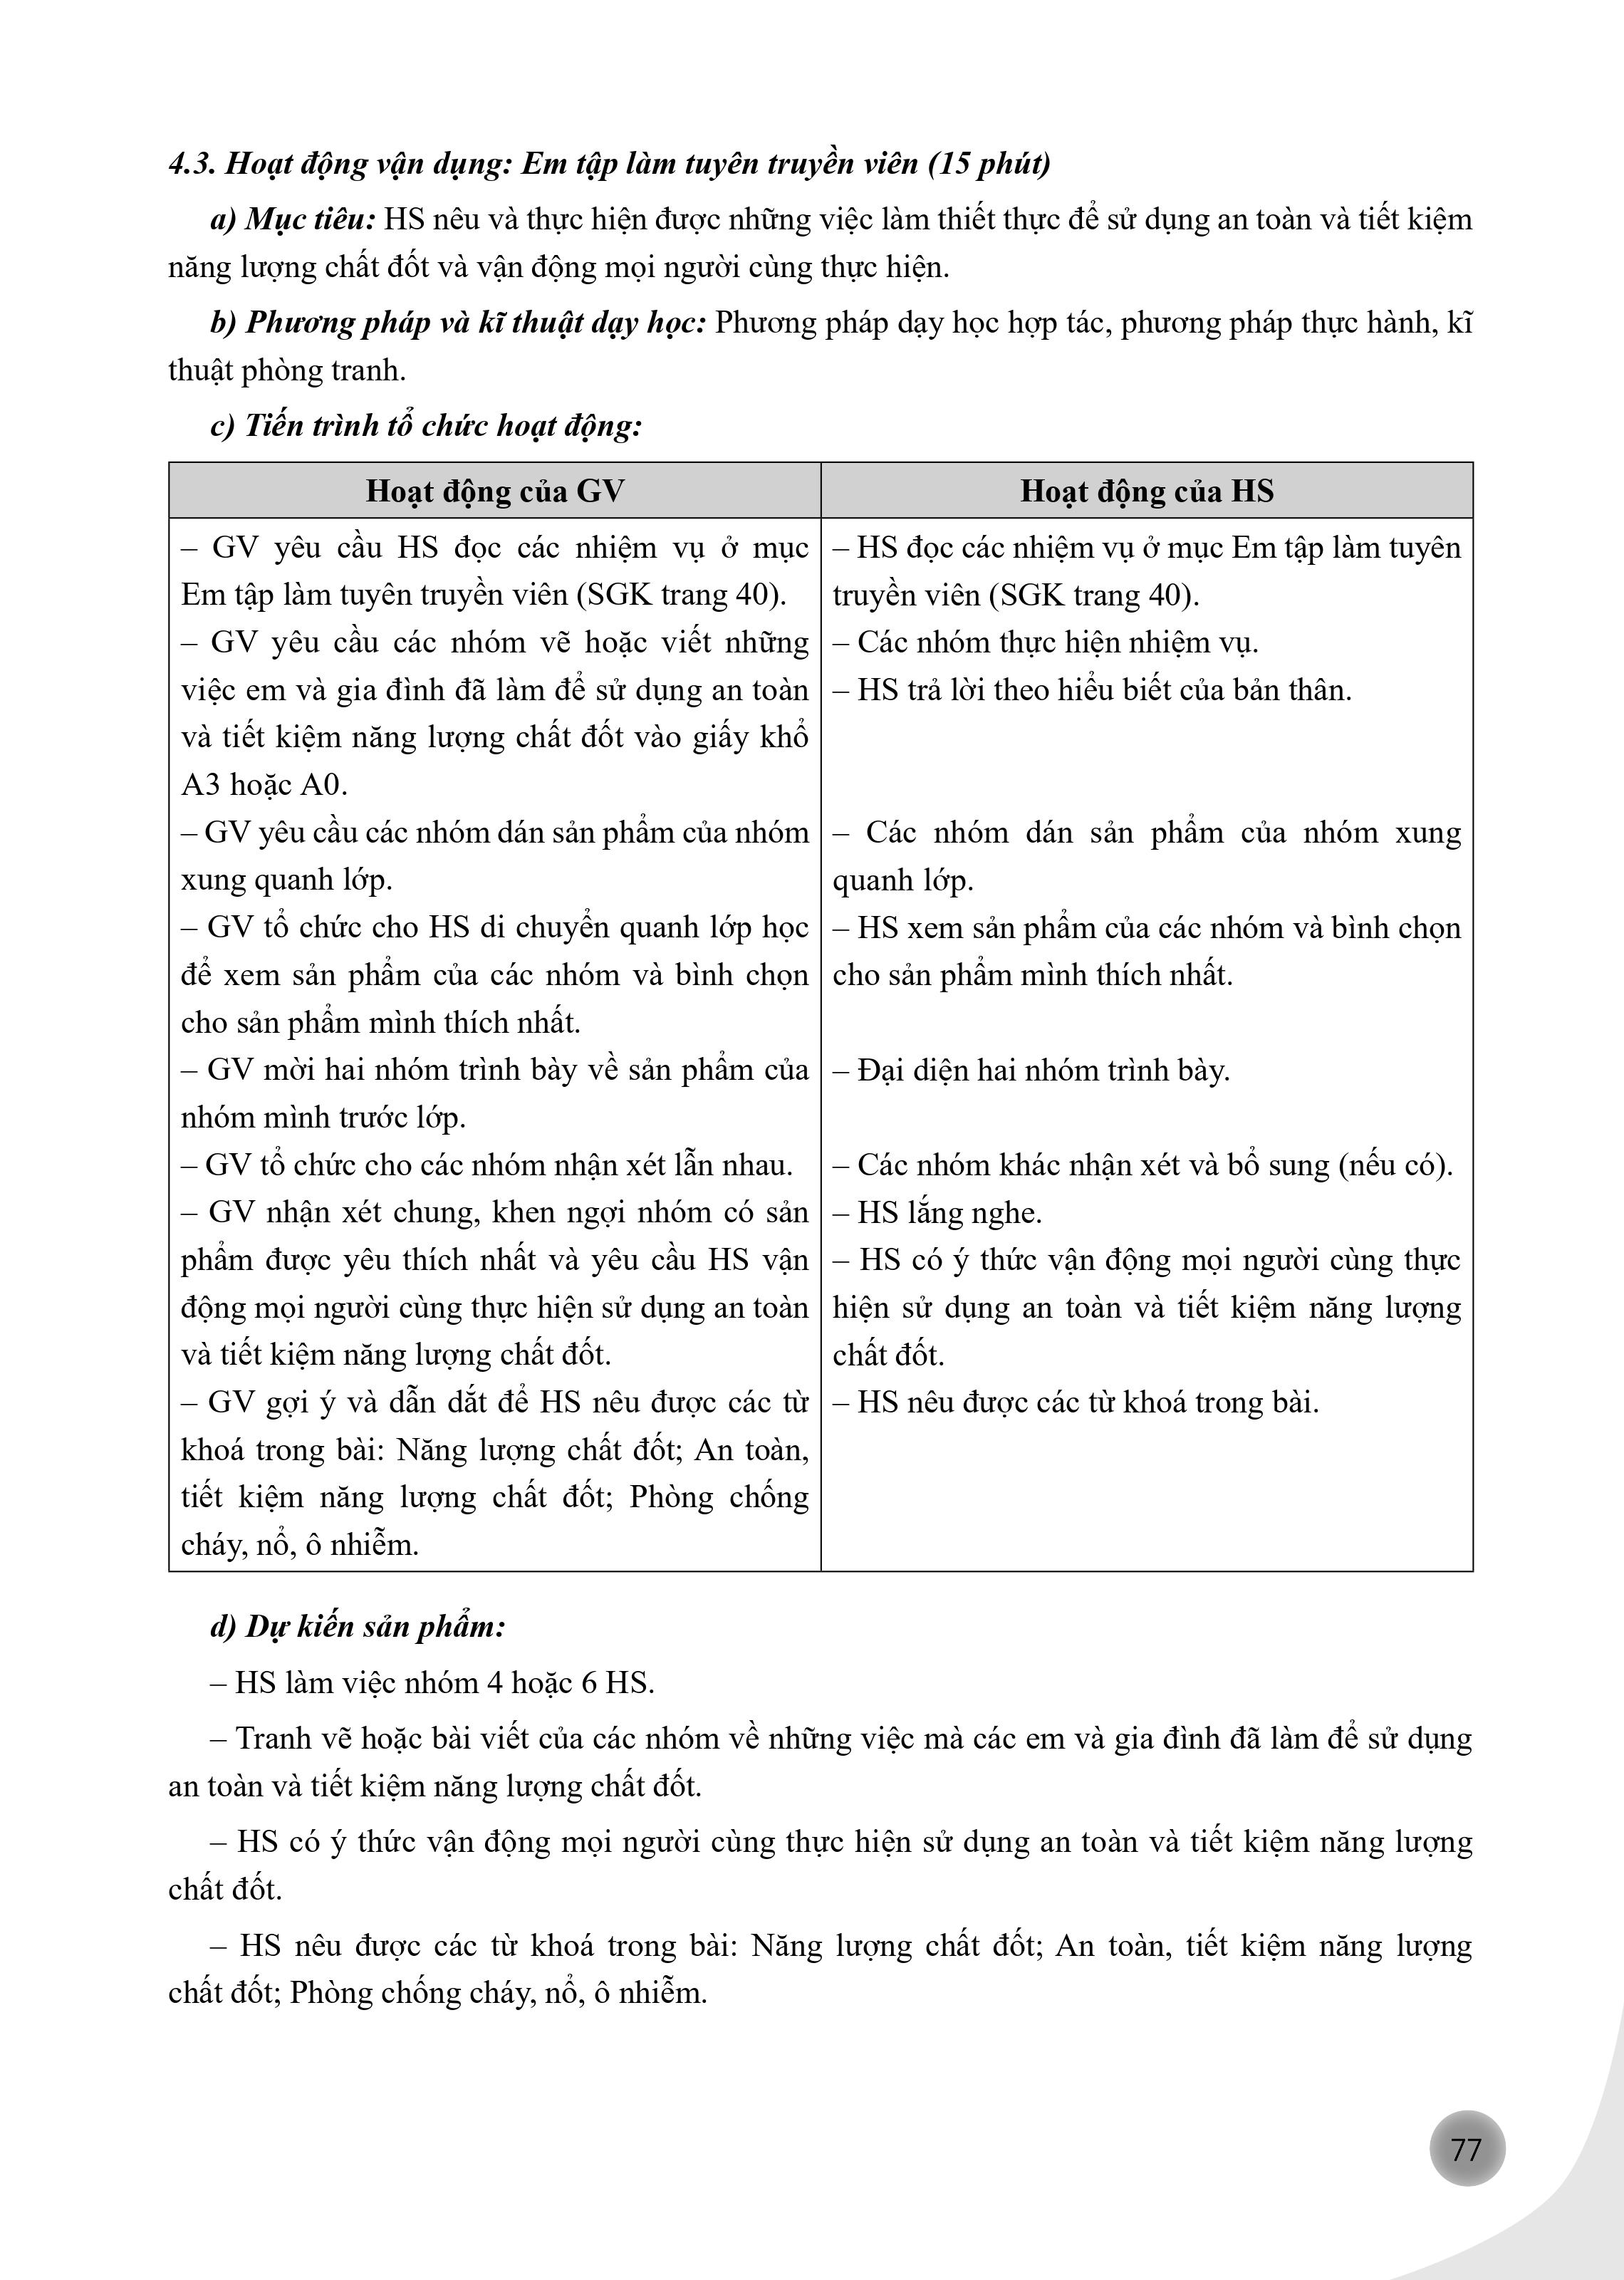 4.3. Hoạt động vận dụng: Em tập làm tuyên truyền viên (15 phút)
a) Mục tiêu: HS nêu và thực hiện được những việc làm thiết thực để sử dụng an toàn và tiết kiệm
năng lượng chất đốt và vận động mọi người cùng thực hiện.
b) Phương pháp và kĩ thuật dạy học: Phương pháp dạy học hợp tác, phương pháp thực hành, kĩ
thuật phòng tranh.
c) Tiến trình tổ chức hoạt động:
Hoạt động của GV
– GV yêu cầu HS đọc các nhiệm vụ ở mục
Em tập làm tuyên truyền viên (SGK trang 40).
– GV yêu cầu các nhóm vẽ hoặc viết những
việc em và gia đình đã làm để sử dụng an toàn
và tiết kiệm năng lượng chất đốt vào giấy khổ
A3 hoặc A0.
– GV yêu cầu các nhóm dán sản phẩm của nhóm
xung quanh lớp.
– GV tổ chức cho HS di chuyển quanh lớp học
để xem sản phẩm của các nhóm và bình chọn
cho sản phẩm mình thích nhất.
– GV mời hai nhóm trình bày về sản phẩm của
nhóm mình trước lớp.
– GV tổ chức cho các nhóm nhận xét lẫn nhau.
– GV nhận xét chung, khen ngợi nhóm có sản
phẩm được yêu thích nhất và yêu cầu HS vận
động mọi người cùng thực hiện sử dụng an toàn
và tiết kiệm năng lượng chất đốt.
– GV gợi ý và dẫn dắt để HS nêu được các từ
khoá trong bài: Năng lượng chất đốt; An toàn,
tiết kiệm năng lượng chất đốt; Phòng chống
cháy, nổ, ô nhiễm.
Hoạt động của HS
– HS đọc các nhiệm vụ ở mục Em tập làm tuyên
truyền viên (SGK trang 40).
– Các nhóm thực hiện nhiệm vụ.
– HS trả lời theo hiểu biết của bản thân.
– Các nhóm dán sản phẩm của nhóm xung
quanh lớp.
– HS xem sản phẩm của các nhóm và bình chọn
cho sản phẩm mình thích nhất.
– Đại diện hai nhóm trình bày.
– Các nhóm khác nhận xét và bổ sung (nếu có).
– HS lắng nghe.
– HS có ý thức vận động mọi người cùng thực
hiện sử dụng an toàn và tiết kiệm năng lượng
chất đốt.
– HS nêu được các từ khoá trong bài.
d) Dự kiến sản phẩm:
– HS làm việc nhóm 4 hoặc 6 HS.
– Tranh vẽ hoặc bài viết của các nhóm về những việc mà các em và gia đình đã làm để sử dụng
an toàn và tiết kiệm năng lượng chất đốt.
– HS có ý thức vận động mọi người cùng thực hiện sử dụng an toàn và tiết kiệm năng lượng
chất đốt.
– HS nêu được các từ khoá trong bài: Năng lượng chất đốt; An toàn, tiết kiệm năng lượng
chất đốt; Phòng chống cháy, nổ, ô nhiễm.
77